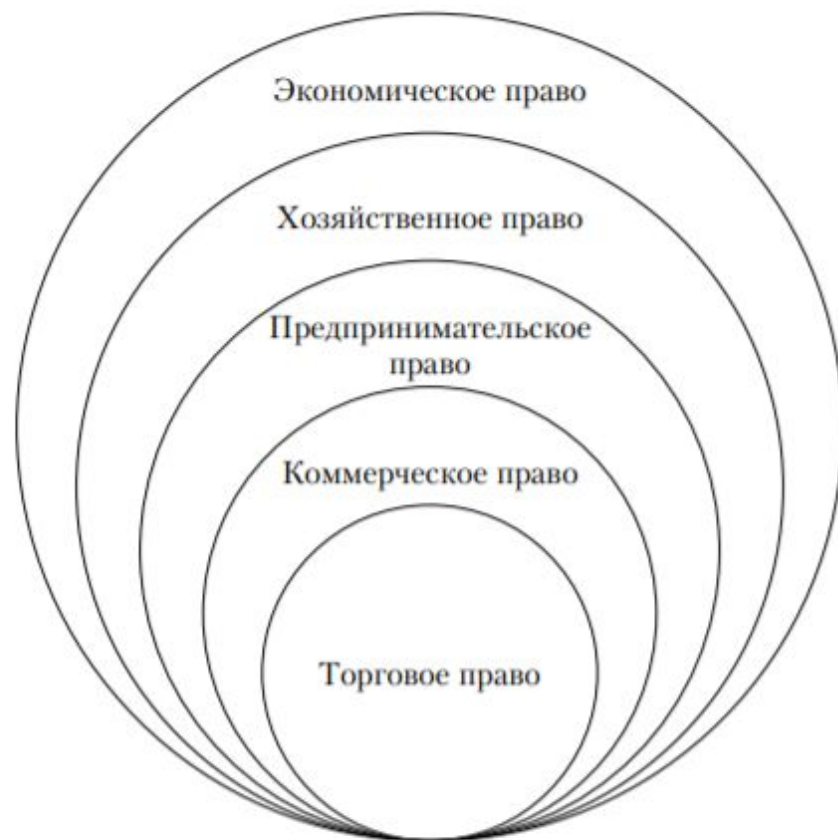 Экономическое право
Хозяйственное право
Предпринимательское
право
Коммерческое право
Торговое право